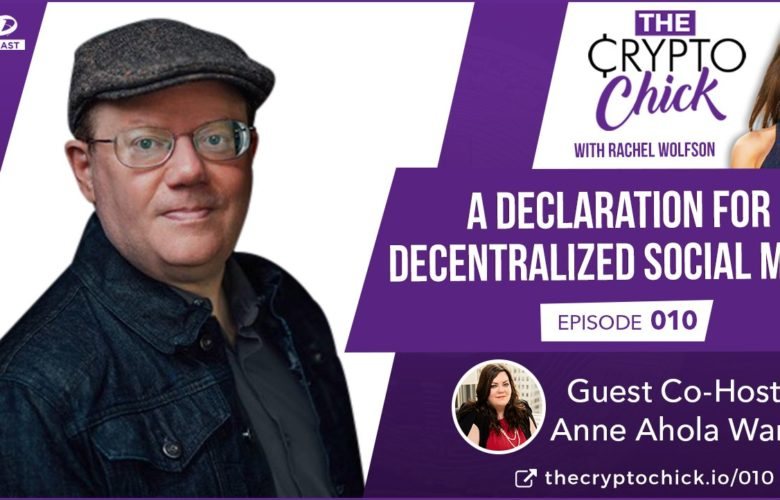 THE
CRYPTO
Chick
WITH RACHEL WOLFSON
A DECLARATION FOR
DECENTRALIZED SOCIAL M
EPISODE 010
Guest Co-Host
Anne Ahola War
thecryptochick.io/010